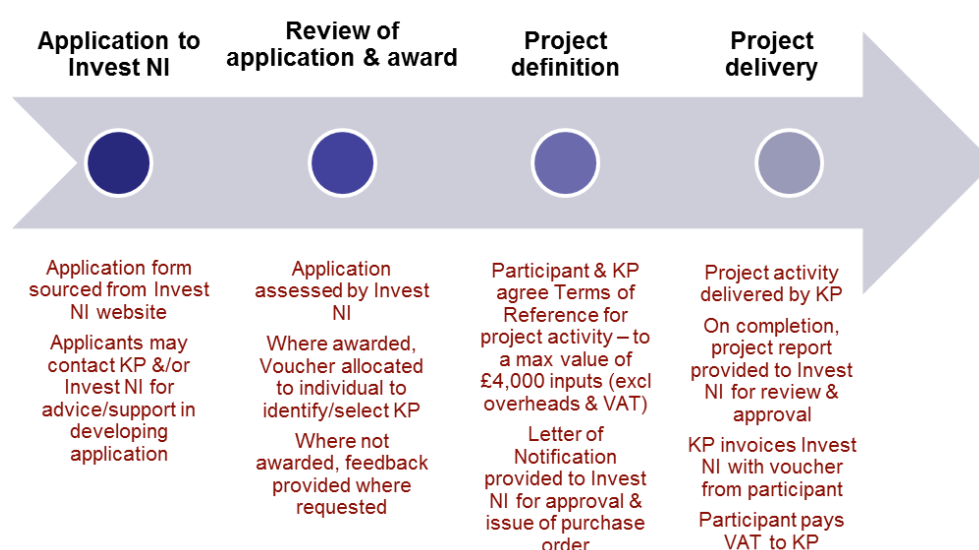 Application to
Invest NI
Review of
application & award
Project
definition
Project
delivery
Application form
sourced from Invest
NI website
Applicants may
contact KP &/or
Invest NI for
advice/support in
developing
application
Application
assessed by Invest
NI
Where awarded,
Voucher allocated
to individual to
identify/select KP
Where not
awarded, feedback
provided where
requested
Participant & KP
agree Terms of
Reference for
project activity – to
a max value of
£4,000 inputs (excl
overheads & VAT)
Letter of
Notification
provided to Invest
NI for approval &
issue of purchase
order
Project activity
delivered by KP
On completion,
project report
provided to Invest
NI for review &
approval
KP invoices Invest
NI with voucher
from participant
Participant pays
VAT to KP